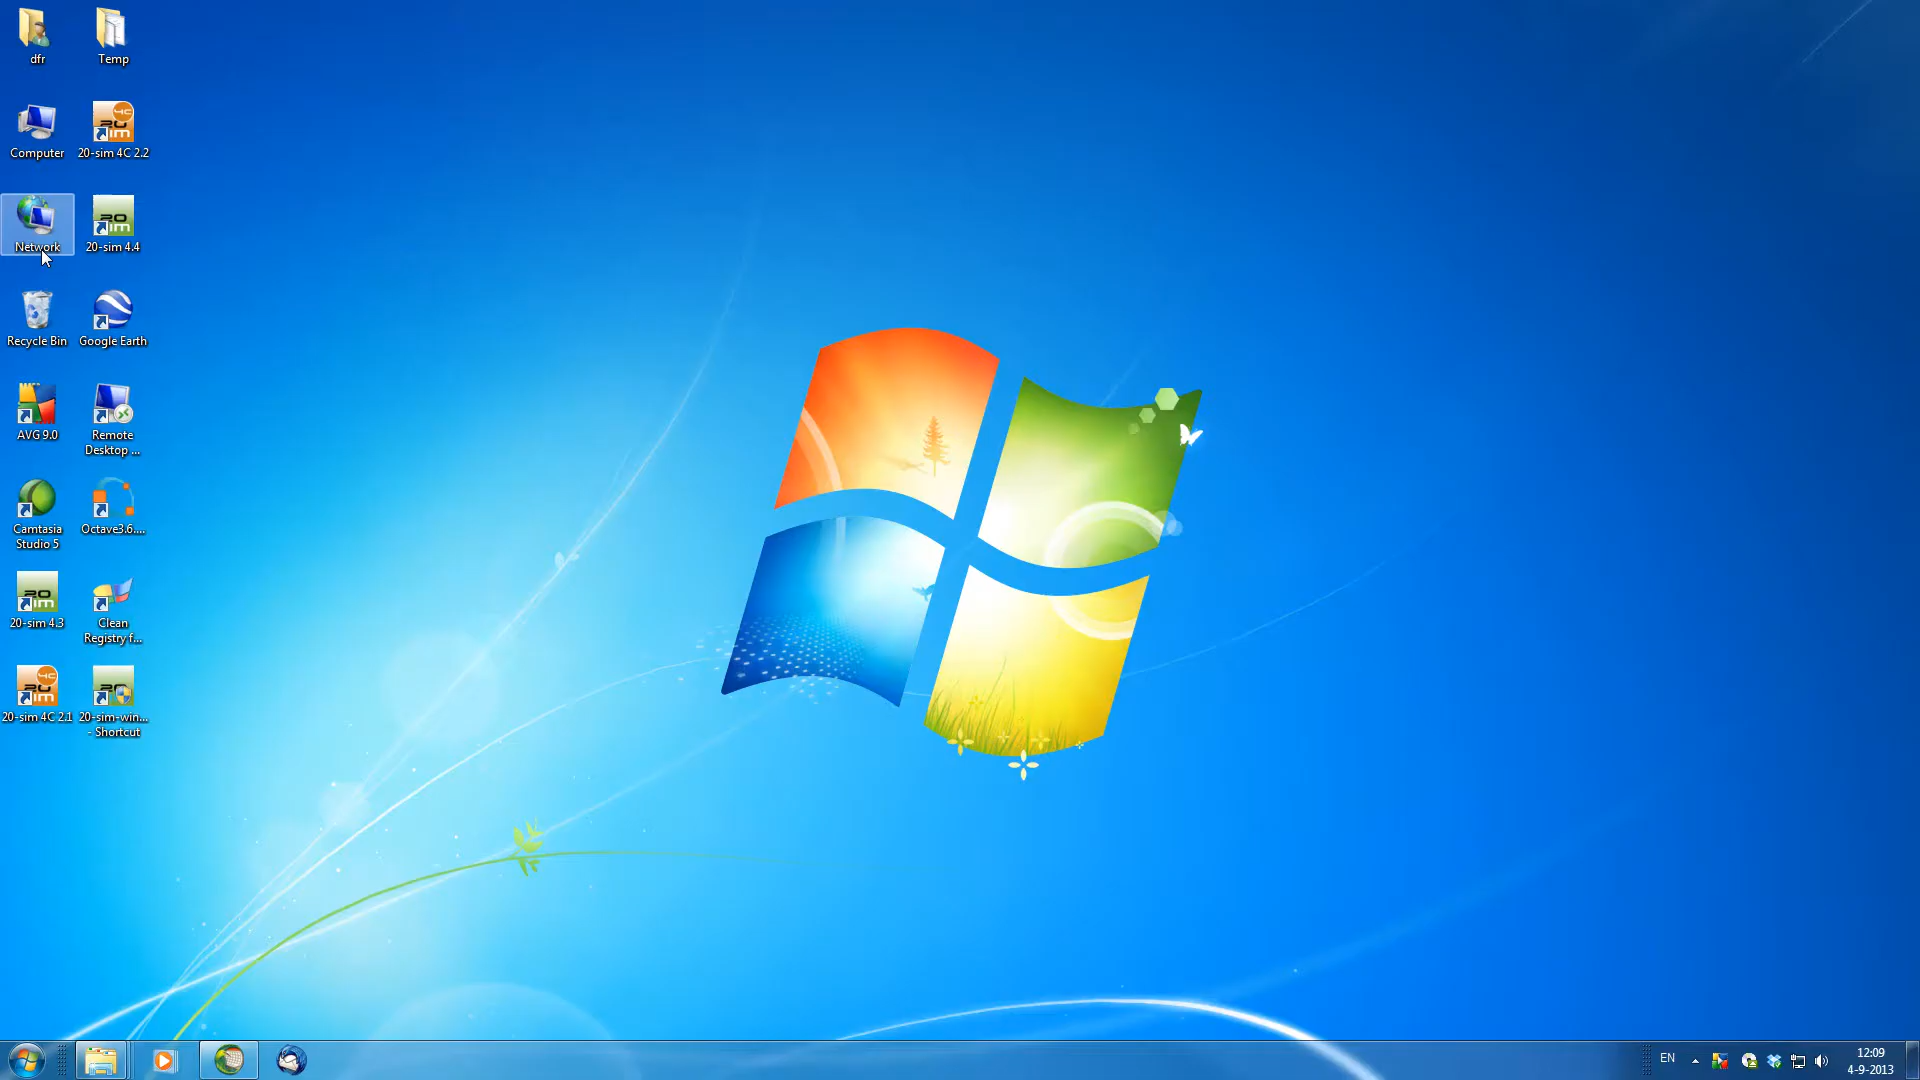 dfr
Temp
Computer
20-sim 4C 2.2
Network
20-sim 4.4
Recycle Bin
Google Earth
AVG 9.0
Remote
Desktop ...
Camtasia
Studio 5
Octave3.6....
20-sim 4.3
Clean
Registry f...
20-sim 4C 2.1
20-sim-win...
- Shortcut
EN
12:09
4-9-2013